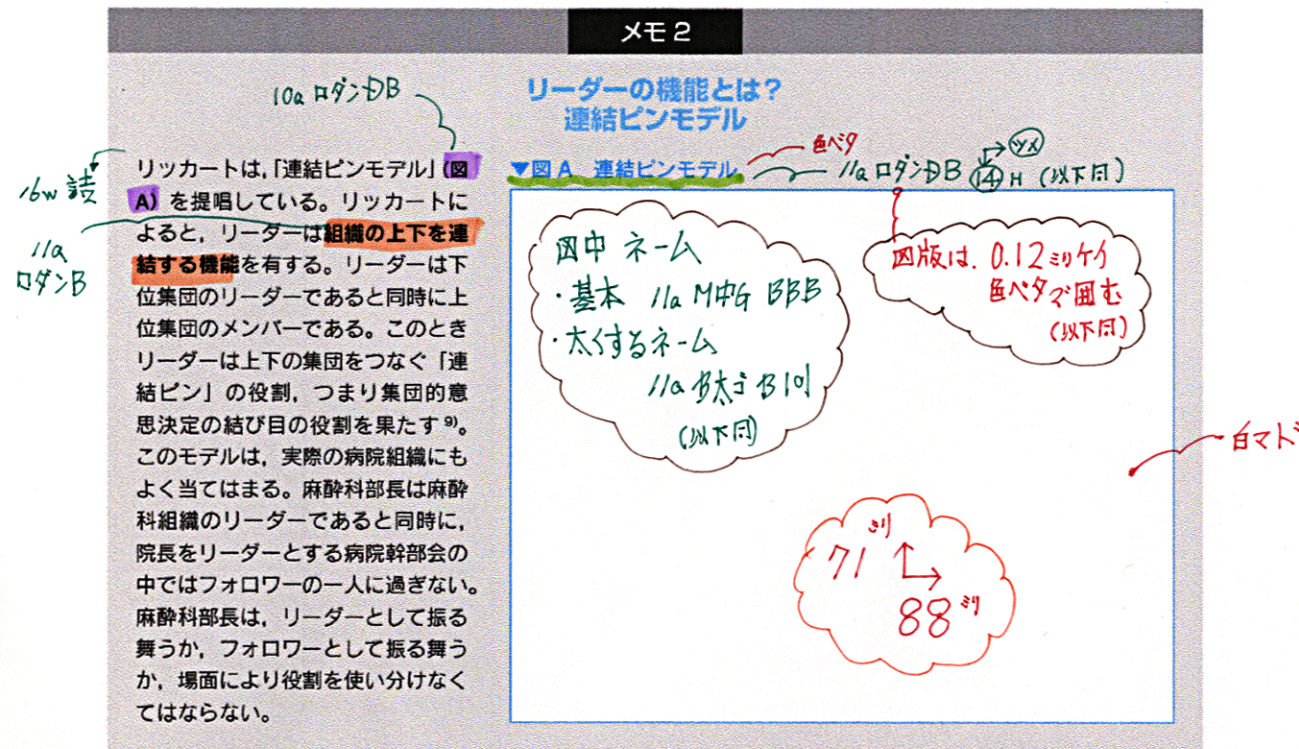 メモ 2
リーダーの機能とは?
連結ピンモデル
10a ロダンDB
16w 詰
11a
ロダンB
リッカートは,「連結ピンモデル」(図
A)を提唱している。リッカートに
よると,リーダーは組織の上下を連
結する機能を有する。リーダーは下
位集団のリーダーであると同時に上
位集団のメンバーである。このとき
リーダーは上下の集団をつなぐ「連
結ピン」の役割,つまり集団的意
思決定の結び目の役割を果たす9)。
このモデルは,実際の病院組織にも
よく当てはまる。麻酔科部長は麻酔
科組織のリーダーであると同時に,
院長をリーダーとする病院幹部会の
中ではフォロワーの一人に過ぎない。
麻酔科部長は,リーダーとして振る
舞うか,フォロワーとして振る舞う
か,場面により役割を使い分けなく
てはならない。
▼図 A 連結ピンモデル
色ベタ
11a ロダンDB 14 H (以下同)
ツメ
図中 ネーム
・基本 11a M中G BBB
・太くするネーム
11a B太ゴB101
(以下同)
図版は、0.12ミリケイ
色ベタで囲む
(以下同)
白マド
71ミリ
88ミリ